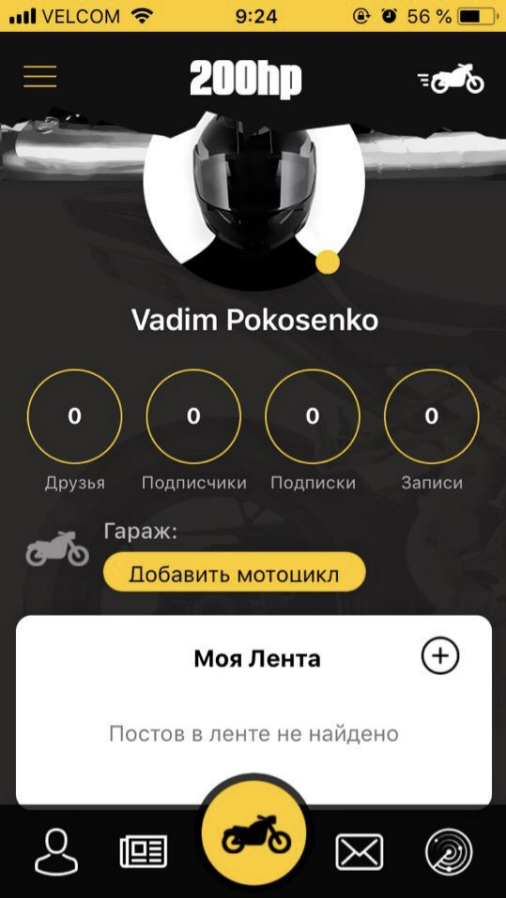 VELCOM 9:24 56 %
200hp
Vadim Pokosenko
0 0 0 0
Друзья Подписчики Подписки Записи
Гараж:
Добавить мотоцикл
Моя Лента
Постов в ленте не найдено